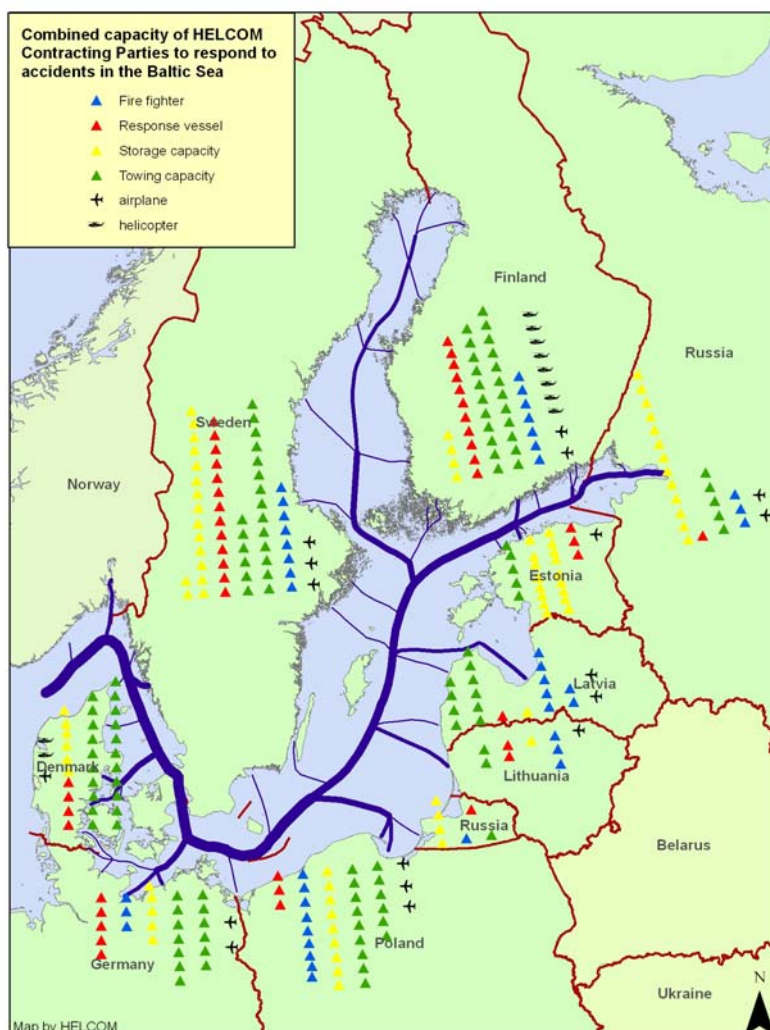 Combined capacity of HELCOM
Contracting Parties to respond to
accidents in the Baltic Sea
Fire fighter
Response vessel
Storage capacity
Towing capacity
airplane
helicopter
Finland
Russia
Sweden
Norway
Estonia
Latvia
Denmark
Lithuania
Russia
Belarus
Poland
Germany
Ukraine
N
Map by HELCOM